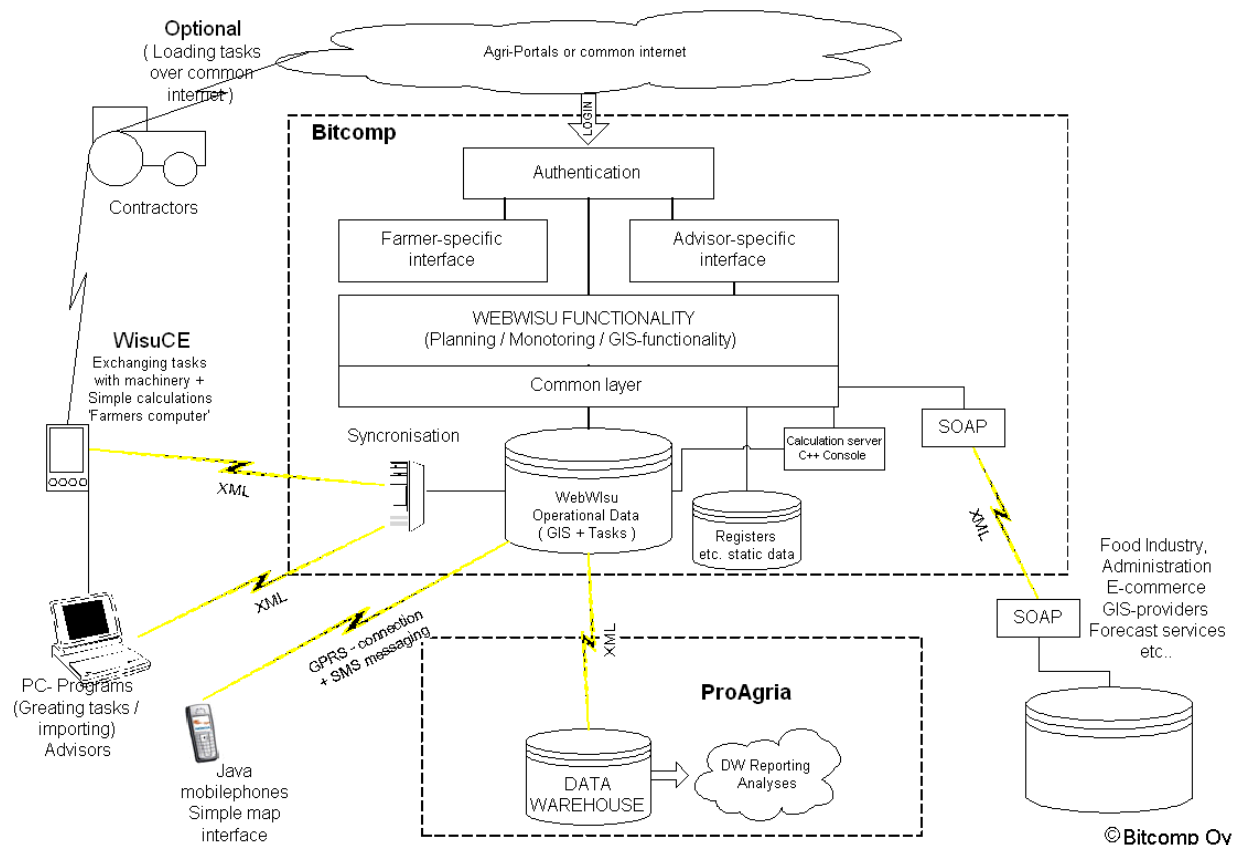 Optional
( Loading tasks
over common
internet )
Agri-Portals or common internet
LOGIN
Bitcomp
Authentication
Contractors
Farmer-specific
interface
Advisor-specific
interface
WEBWISU FUNCTIONALITY
(Planning / Monotoring / GIS-functionality)
Common layer
WisuCE
Exchanging tasks
with machinery +
Simple calculations
'Farmers computer'
Syncronisation
Calculation server
C++ Console
SOAP
XML
WebWIsu
Operational Data
( GIS + Tasks )
Registers
etc. static data
XML
Food Industry,
Administration
E-commerce
GIS-providers
Forecast services
etc..
XML
SOAP
GPRS - connection
+ SMS messaging
XML
PC- Programs
(Greating tasks /
importing)
Advisors
ProAgria
Java
mobilephones
Simple map
interface
DATA
WAREHOUSE
DW Reporting
Analyses
©Bitcomp Oy